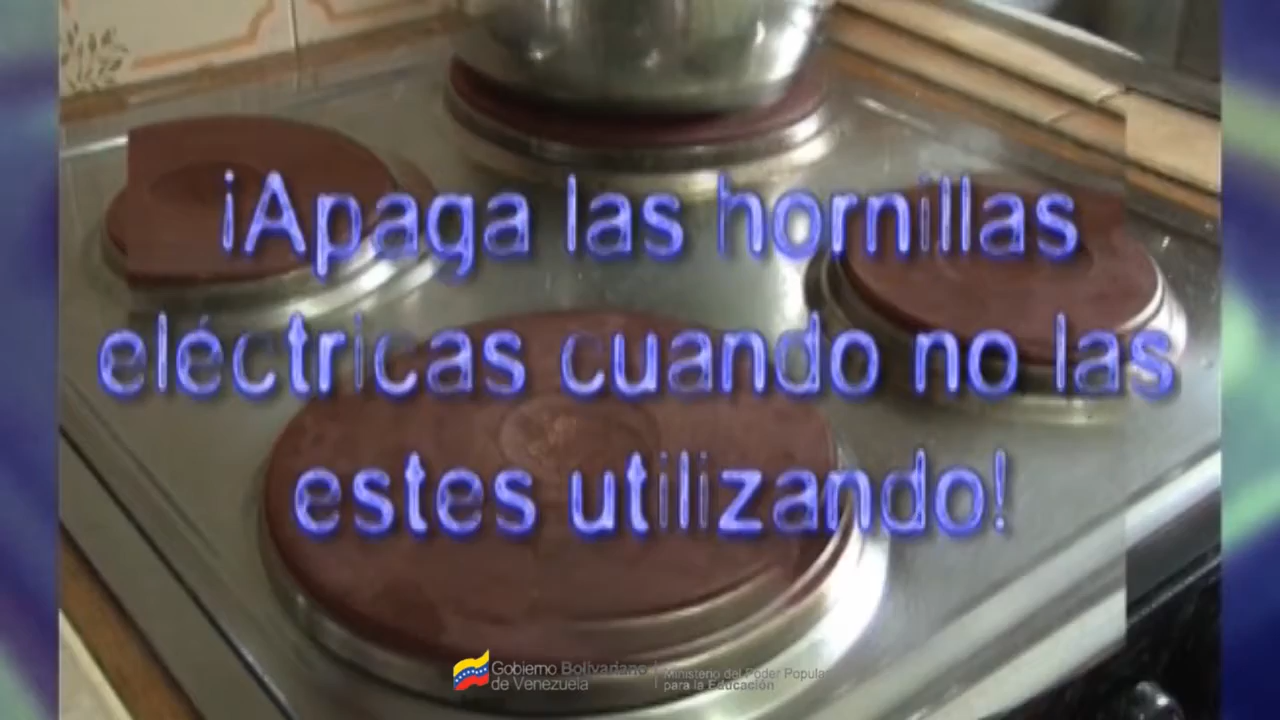 ¡Apaga las hornillas
eléctricas cuando no las
estes utilizando!
Gobierno Bolivariano
de Venezuela
Ministerio del Poder Popular
para la Educación